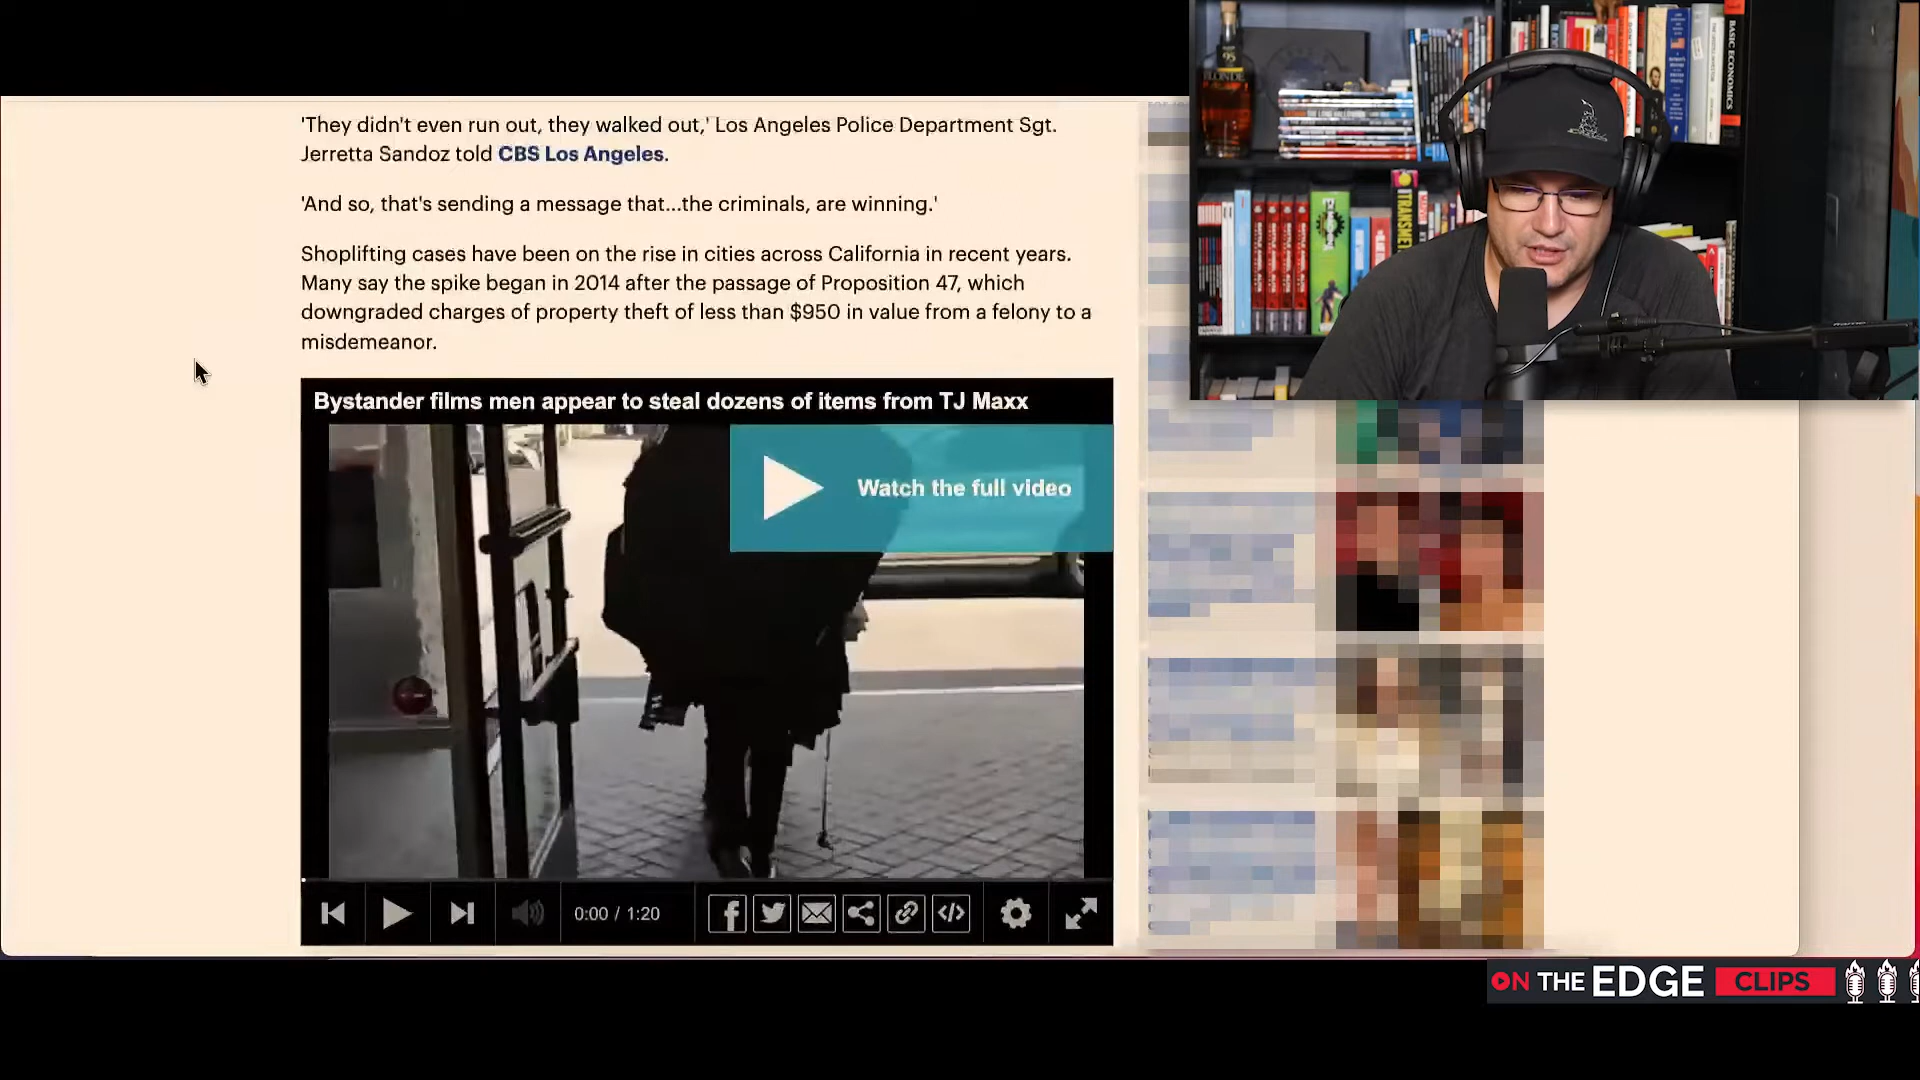 'They didn't even run out, they walked out,' Los Angeles Police Department Sgt.
Jerretta Sandoz told CBS Los Angeles.
'And so, that's sending a message that...the criminals, are winning.'
Shoplifting cases have been on the rise in cities across California in recent years.
Many say the spike began in 2014 after the passage of Proposition 47, which
downgraded charges of property theft of less than $950 in value from a felony to a
misdemeanor.
Bystander films men appear to steal dozens of items from TJ Maxx
Watch the full video
0:00 / 1:20
BASIC ECONOMICS
95
ON THE EDGE CLIPS